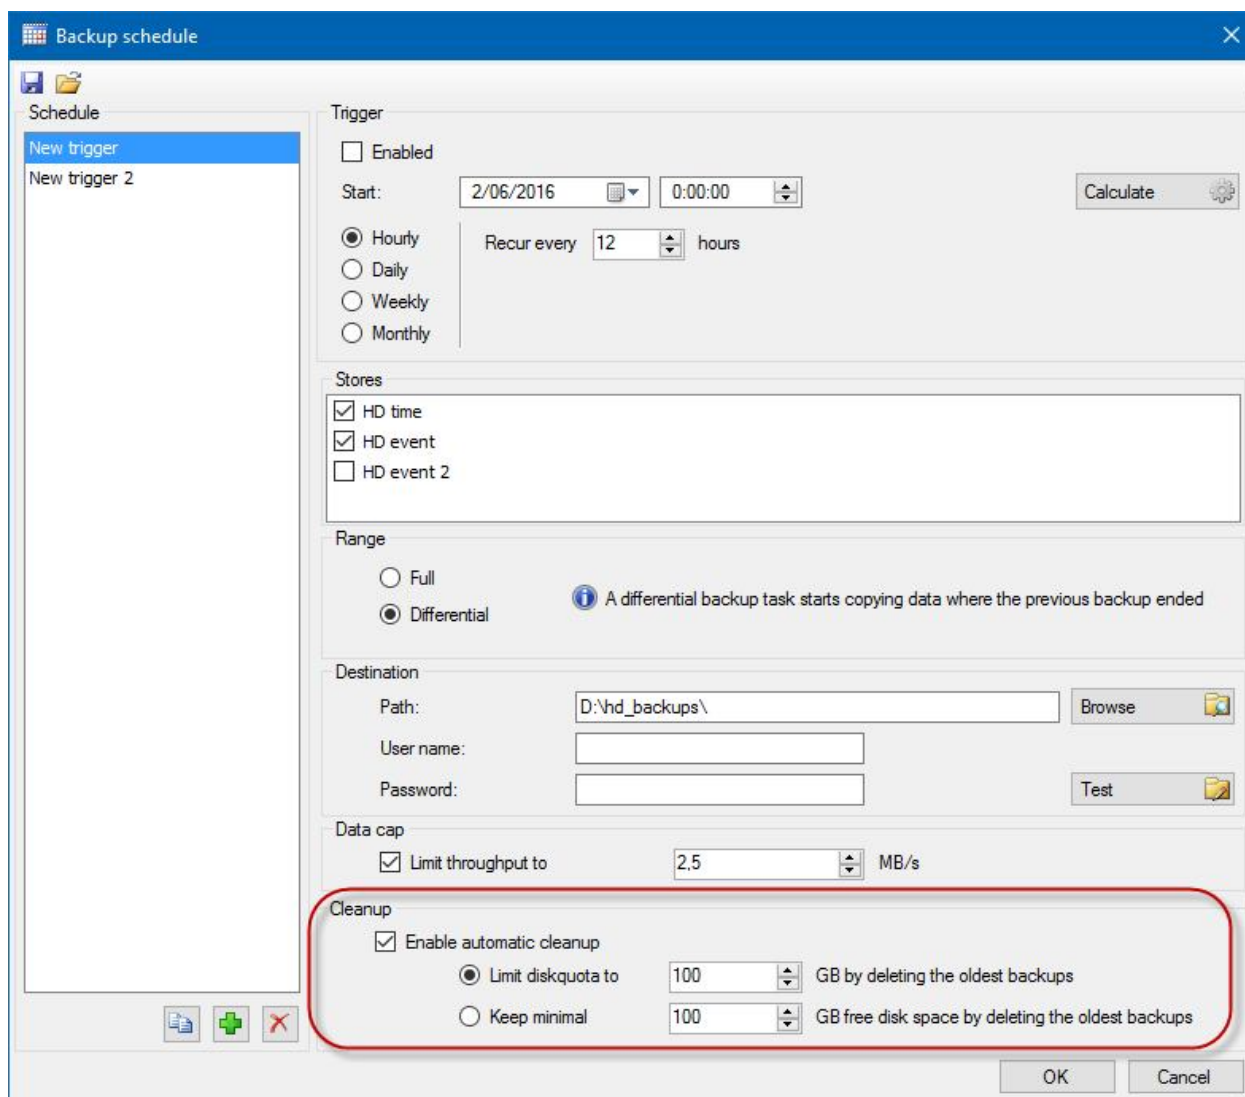 Backup schedule
Schedule
New trigger
New trigger 2
Trigger
Enabled
Start: 2/06/2016 0:00:00 Calculate
Hourly Recur every 12 hours
Daily
Weekly
Monthly
Stores
HD time
HD event
HD event 2
Range
Full
Differential A differential backup task starts copying data where the previous backup ended
Destination
Path: D:\hd_backups\ Browse
User name:
Password: Test
Data cap
Limit throughput to 2,5 MB/s
Cleanup
Enable automatic cleanup
Limit diskquota to 100 GB by deleting the oldest backups
Keep minimal 100 GB free disk space by deleting the oldest backups
OK Cancel